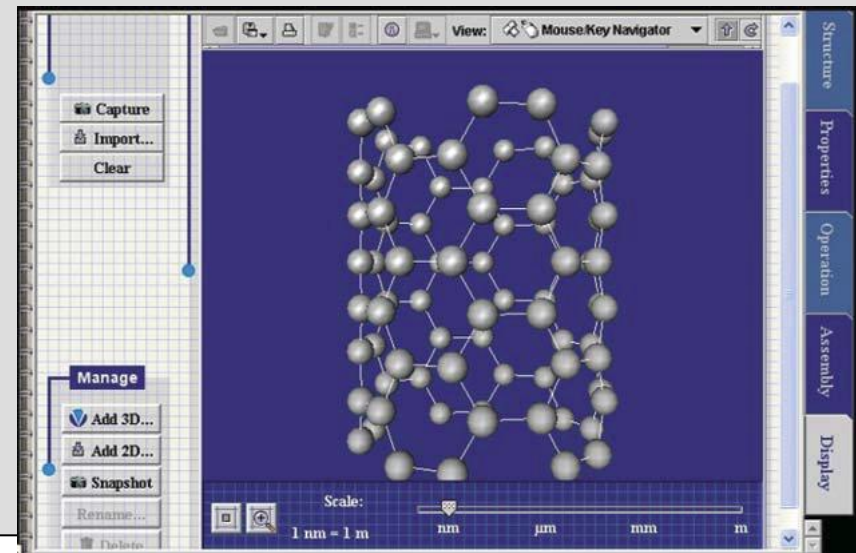 View: Mouse/Key Navigator
Capture
Import...
Clear
Manage
Add 3D...
Add 2D...
Snapshot
Rename...
Delete
Scale:
1 nm = 1 m
nm μm mm m
Structure
Properties
Operation
Assembly
Display